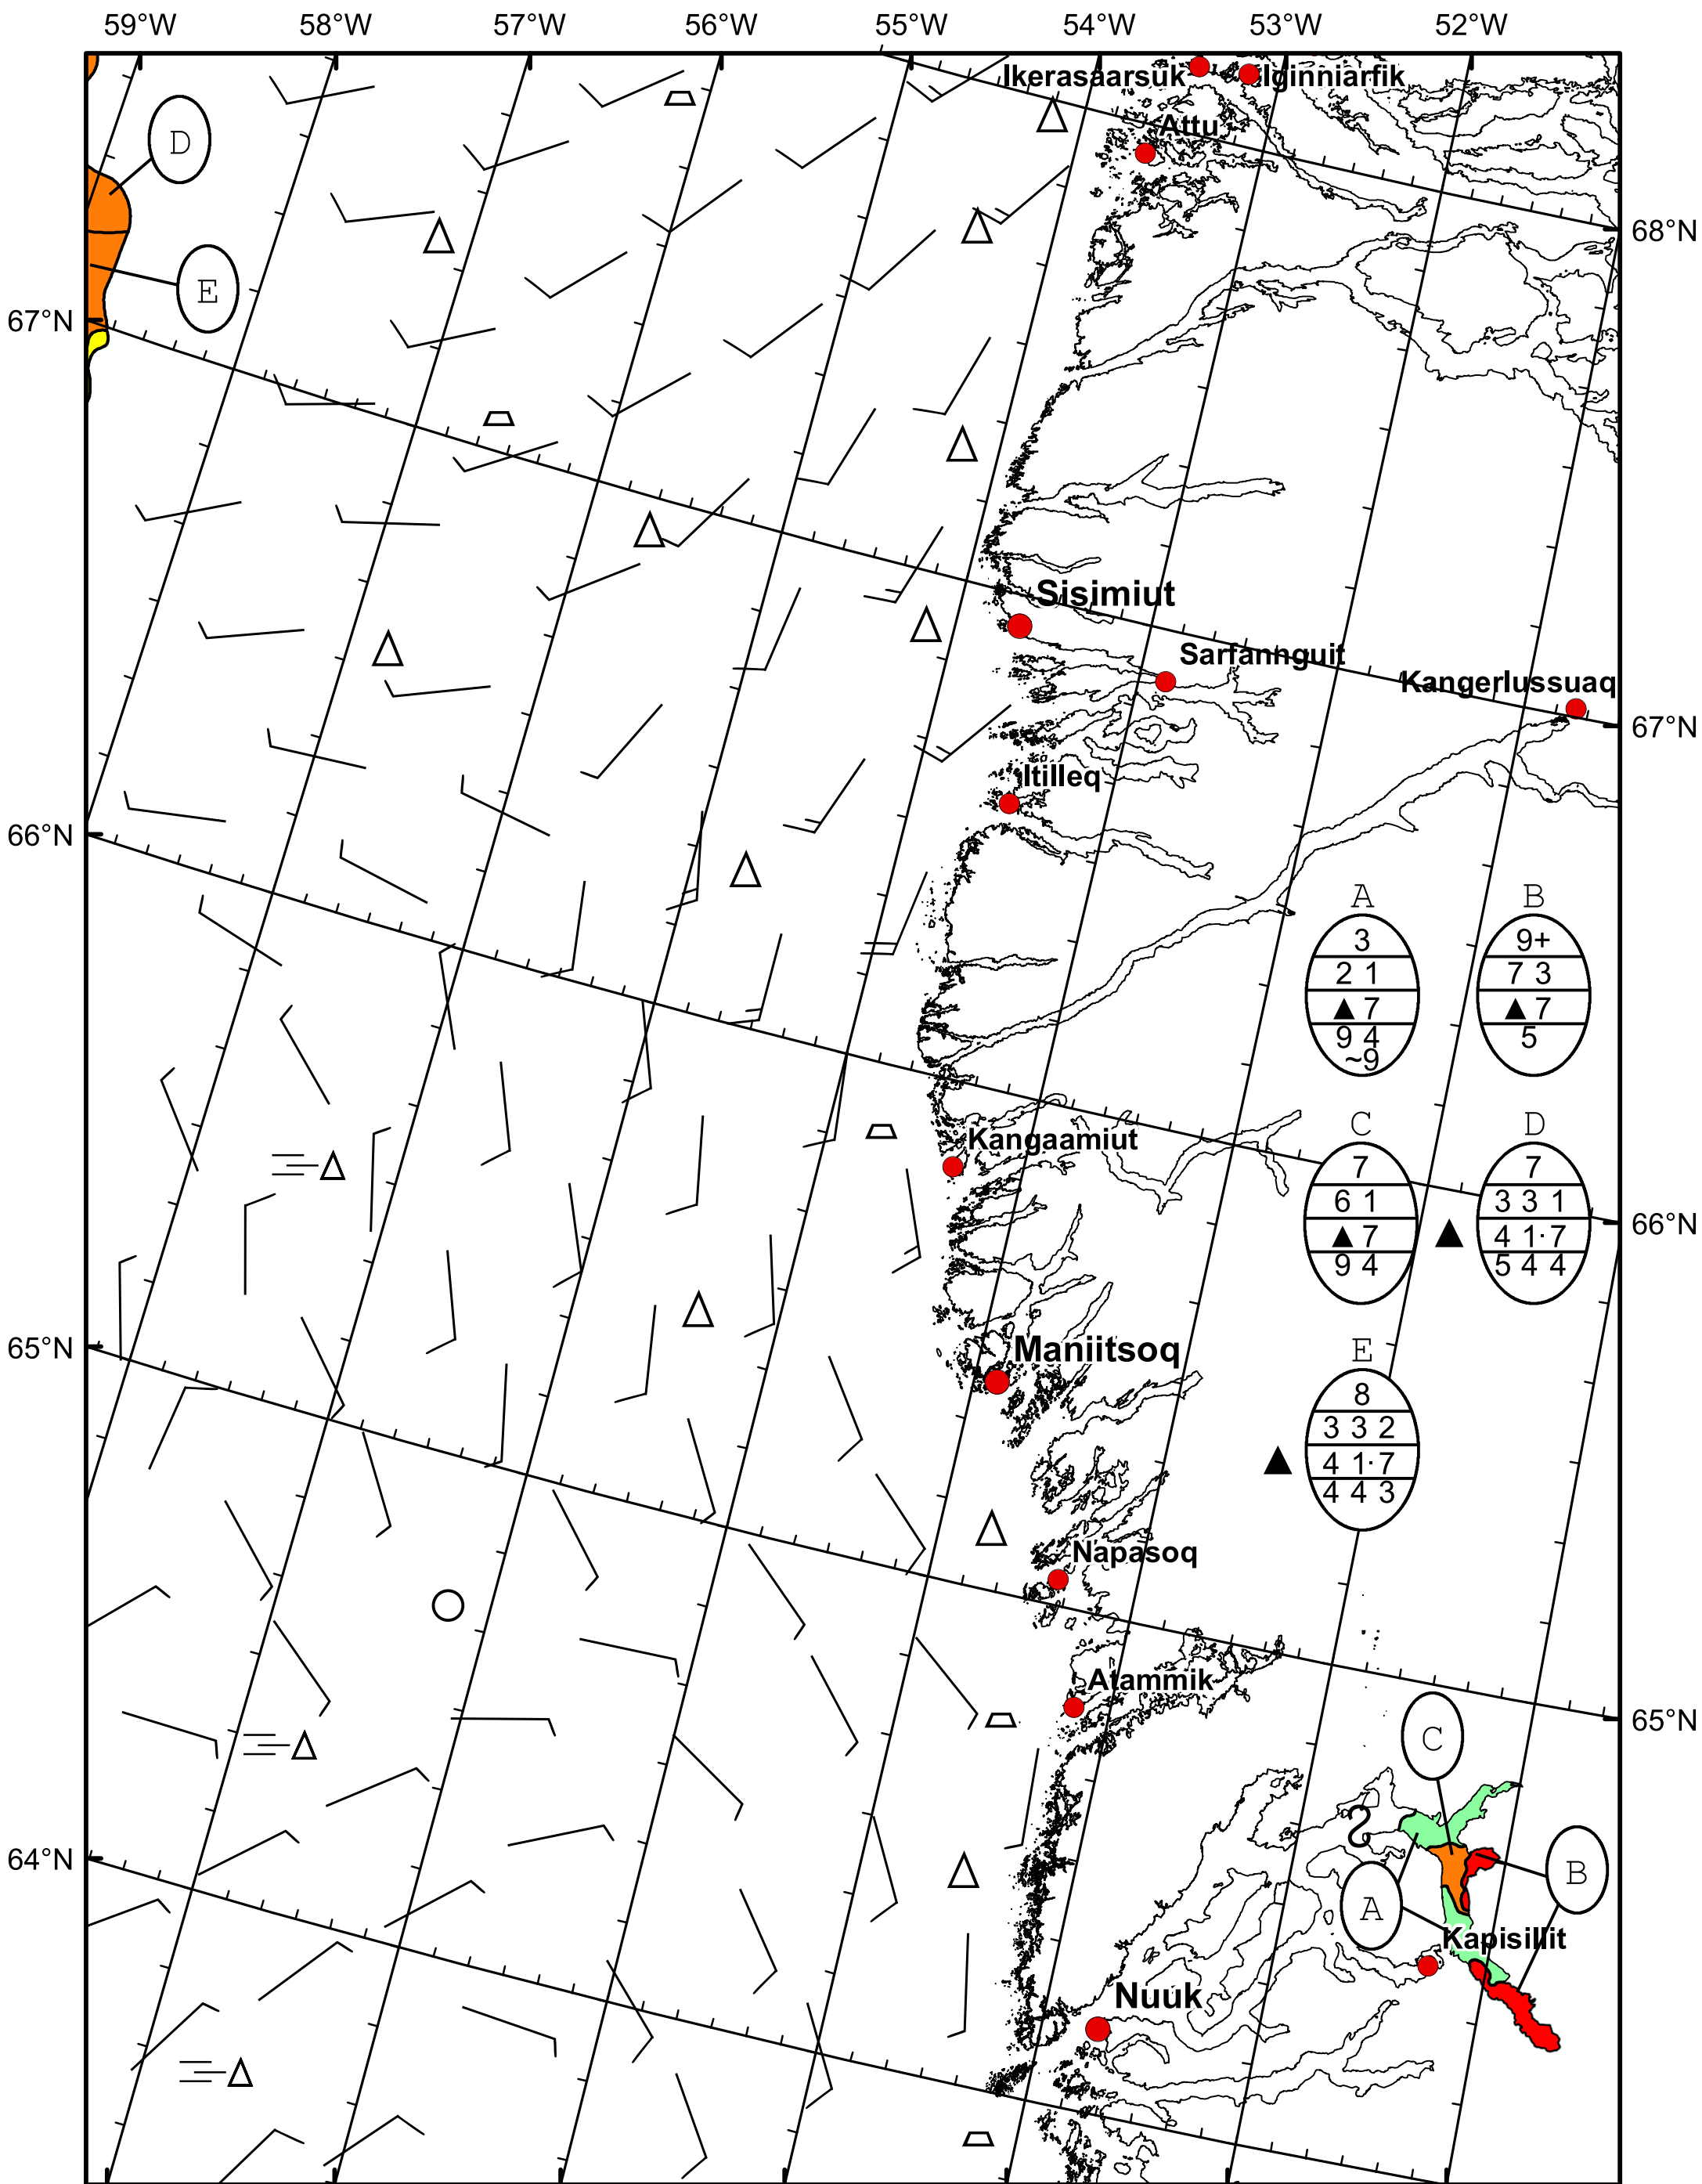 59°W 58°W 57°W 56°W 55°W 54°W 53°W 52°W
Ikerasaarsuk Iginniarfik
Attu
D
68°N
E
67°N
Sisimiut
Sarfannguit
Kangerlussuaq
67°N
Itilleq
66°N
A B
3 9+
2 1 7 3
▲ 7 ▲ 7
9 4 5
~9
Kangaamiut
C D
7 7
6 1 3 3 1
▲ 7 ▲ 4 1· 7
9 4 5 4 4
66°N
65°N
Maniitsoq
E
8
3 3 2
▲ 4 1· 7
4 4 3
Napasoq
Atammik
65°N
C
64°N
B
A
Kapisillit
Nuuk